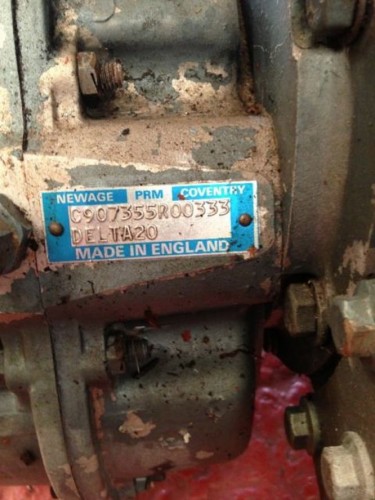 NEWAGE PRM COVENTRY
C907355R00333
DELTA20
MADE IN ENGLAND